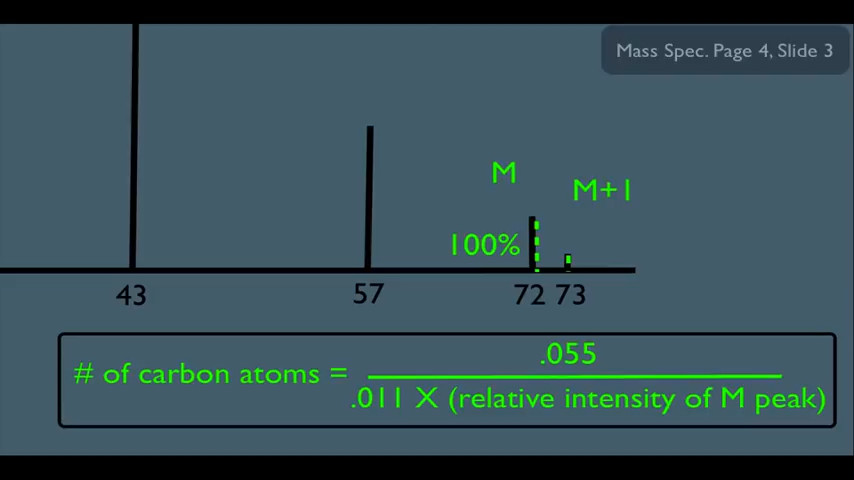 Mass Spec. Page 4, Slide 3
M
M+1
100%
43
57
72 73
# of carbon atoms = .055
.011 X (relative intensity of M peak)